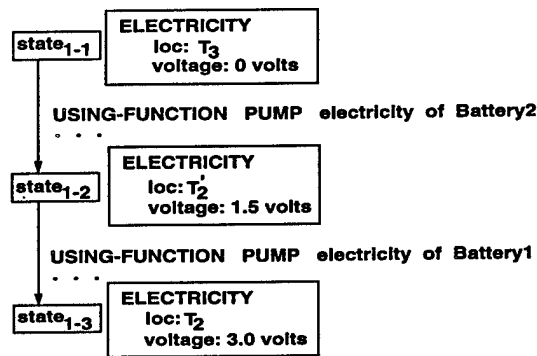 ELECTRICITY
state1-1
loc: T3
voltage: 0 volts
USING-FUNCTION PUMP electricity of Battery2
. . .
ELECTRICITY
state1-2
loc: T2'
voltage: 1.5 volts
USING-FUNCTION PUMP electricity of Battery1
. . .
ELECTRICITY
state1-3
loc: T2
voltage: 3.0 volts